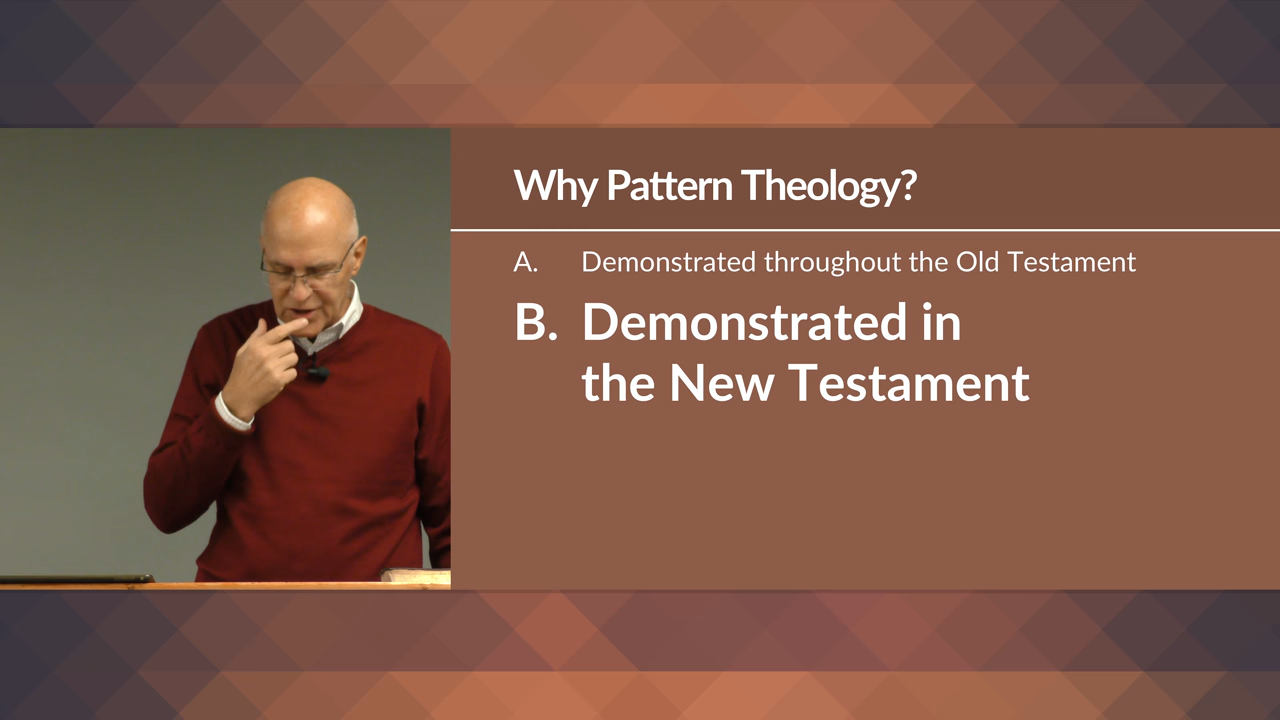 Why Pattern Theology?
A. Demonstrated throughout the Old Testament
B. Demonstrated in
the New Testament